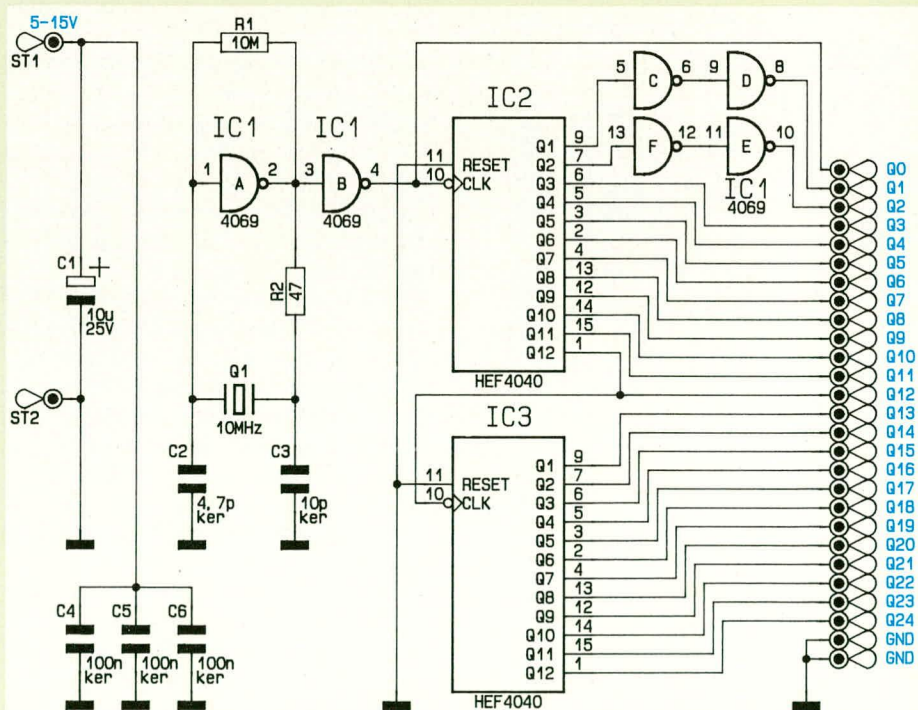 5-15V
ST1
R1
10M
IC1
IC1
1
A
2
3
B
4
4069
4069
C1
+
10u
25V
R2
47
Q1
10MHz
ST2
C2
4,7p
ker
C3
10p
ker
C4
100n
ker
C5
100n
ker
C6
100n
ker
IC2
11
RESET
10
CLK
Q1
9
Q2
7
Q3
6
Q4
5
Q5
3
Q6
2
Q7
4
Q8
13
Q9
12
Q10
14
Q11
15
Q12
1
HEF4040
5
C
6
9
D
8
13
F
12
11
E
10
IC1
4069
IC3
11
RESET
10
CLK
Q1
9
Q2
7
Q3
6
Q4
5
Q5
3
Q6
2
Q7
4
Q8
13
Q9
12
Q10
14
Q11
15
Q12
1
HEF4040
Q0
Q1
Q2
Q3
Q4
Q5
Q6
Q7
Q8
Q9
Q10
Q11
Q12
Q13
Q14
Q15
Q16
Q17
Q18
Q19
Q20
Q21
Q22
Q23
Q24
GND
GND